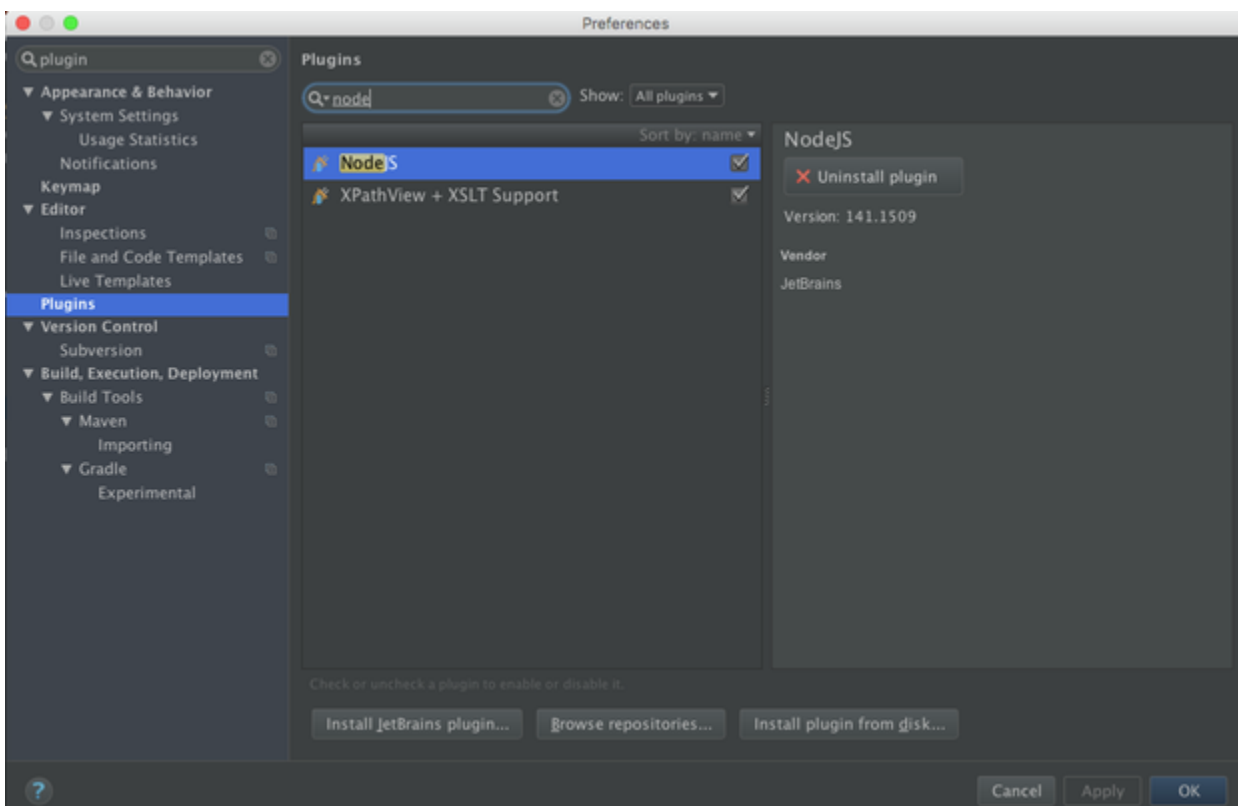 Preferences
plugin
Appearance & Behavior
System Settings
Usage Statistics
Notifications
Keymap
Editor
Inspections
File and Code Templates
Live Templates
Plugins
Version Control
Subversion
Build, Execution, Deployment
Build Tools
Maven
Importing
Gradle
Experimental
Plugins
node
Show: All plugins
Sort by: name
NodeJS
XPathView + XSLT Support
NodeJS
Uninstall plugin
Version: 141.1509
Vendor
JetBrains
Check or uncheck a plugin to enable or disable it.
Install JetBrains plugin...
Browse repositories...
Install plugin from disk...
?
Cancel
Apply
OK